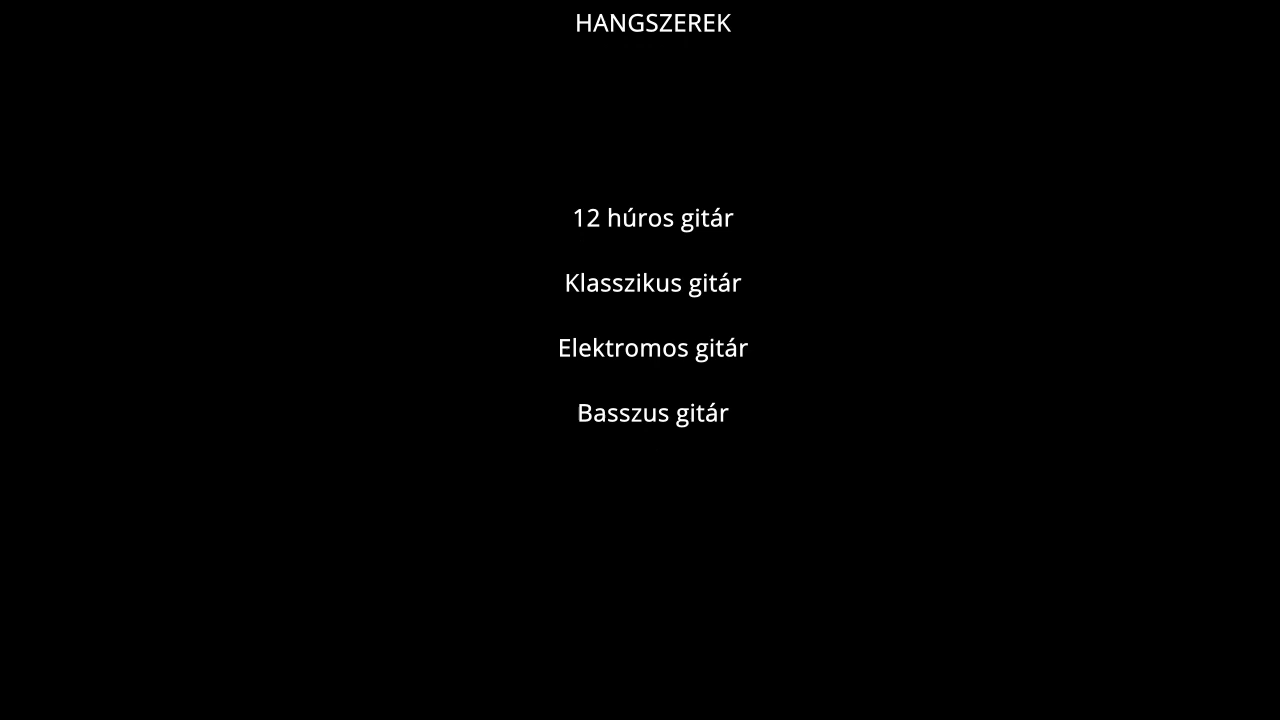 HANGSZEREK
12 húros gitár
Klasszikus gitár
Elektromos gitár
Basszus gitár